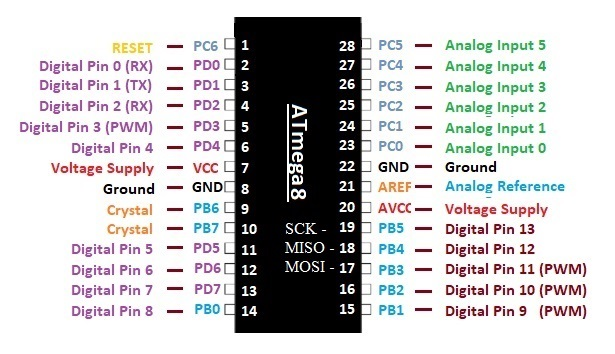 RESET — PC6 1 28 PC5 — Analog Input 5
Digital Pin 0 (RX) — PD0 2 27 PC4 — Analog Input 4
Digital Pin 1 (TX) — PD1 3 26 PC3 — Analog Input 3
Digital Pin 2 (RX) — PD2 4 25 PC2 — Analog Input 2
Digital Pin 3 (PWM) — PD3 5 24 PC1 — Analog Input 1
Digital Pin 4 — PD4 6 23 PC0 — Analog Input 0
Voltage Supply — VCC 7 22 GND — Ground
Ground — GND 8 21 AREF — Analog Reference
Crystal — PB6 9 20 AVCC — Voltage Supply
Crystal — PB7 10 SCK - 19 PB5 — Digital Pin 13
Digital Pin 5 — PD5 11 MISO - 18 PB4 — Digital Pin 12
Digital Pin 6 — PD6 12 MOSI - 17 PB3 — Digital Pin 11 (PWM)
Digital Pin 7 — PD7 13 16 PB2 — Digital Pin 10 (PWM)
Digital Pin 8 — PB0 14 15 PB1 — Digital Pin 9 (PWM)
ATmega8